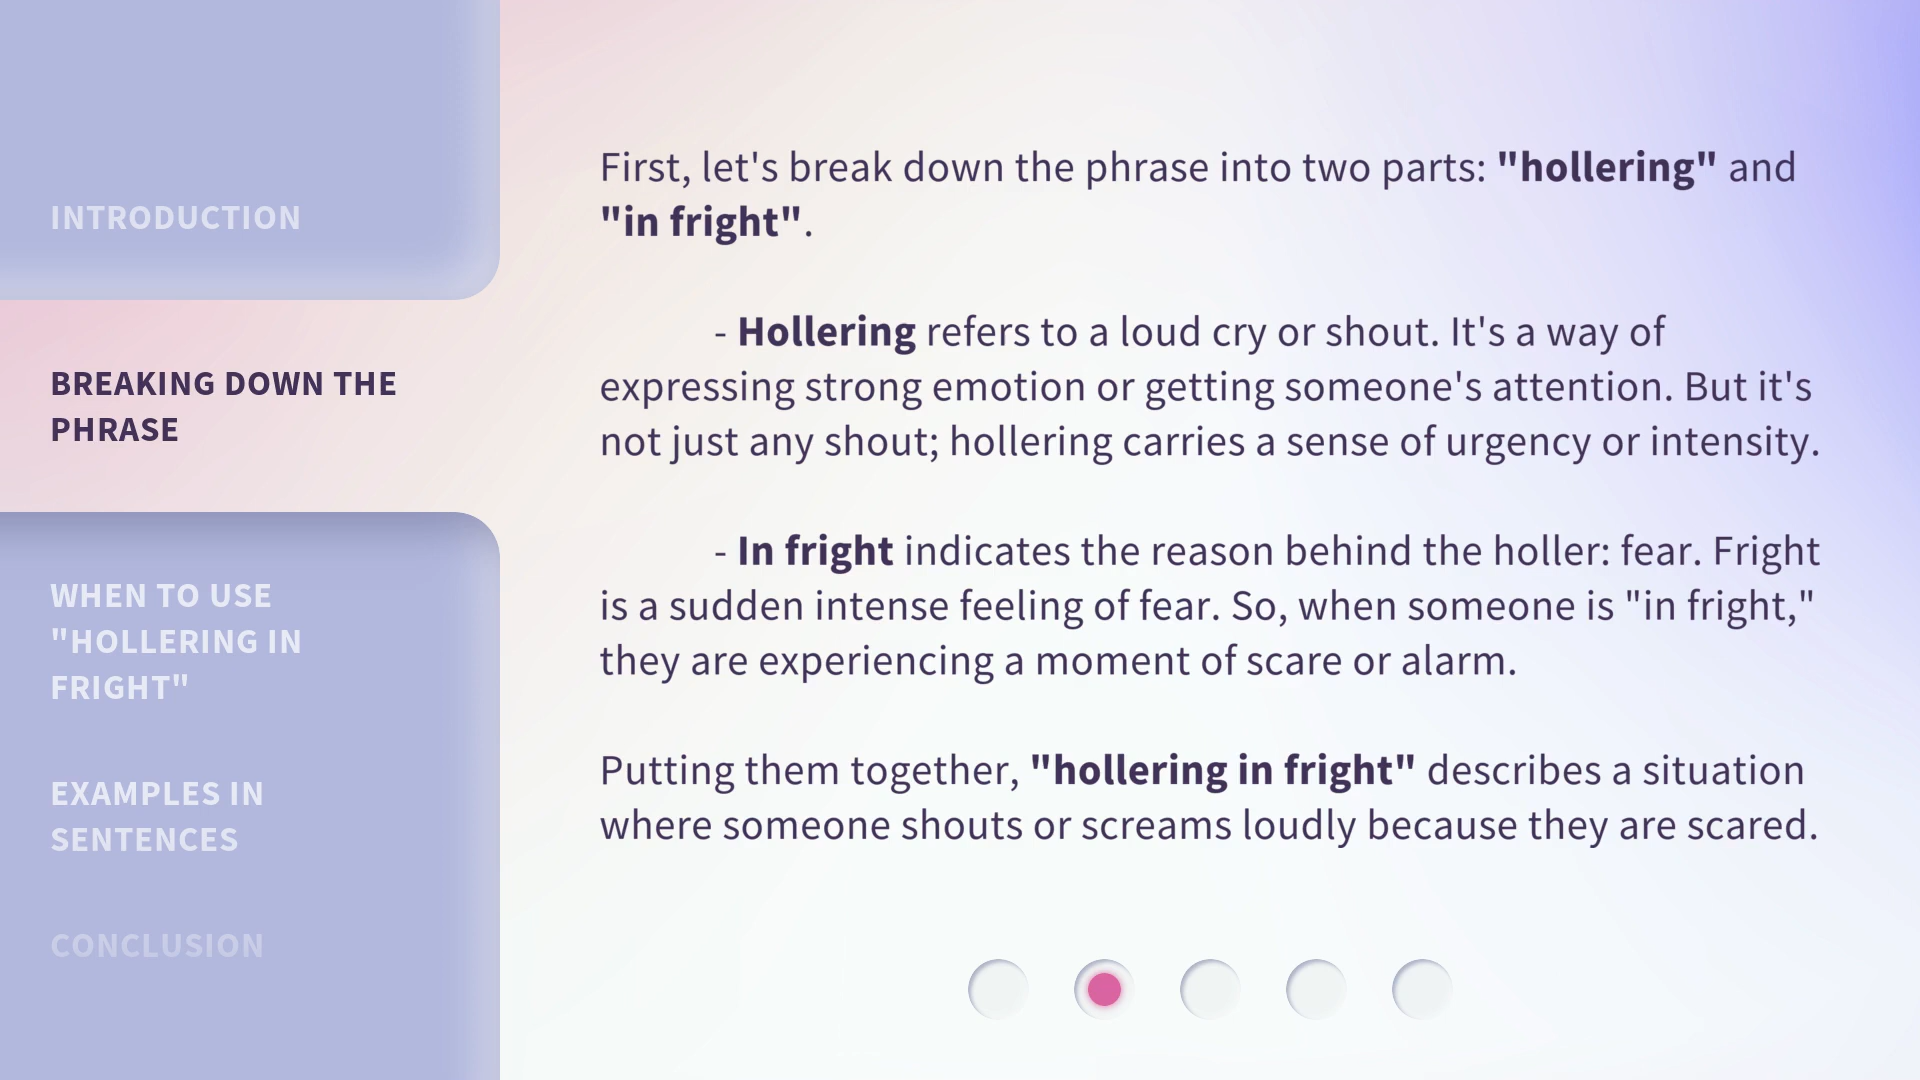 INTRODUCTION
BREAKING DOWN THE
PHRASE
WHEN TO USE
"HOLLERING IN
FRIGHT"
EXAMPLES IN
SENTENCES
CONCLUSION
First, let's break down the phrase into two parts: "hollering" and
"in fright".
- Hollering refers to a loud cry or shout. It's a way of
expressing strong emotion or getting someone's attention. But it's
not just any shout; hollering carries a sense of urgency or intensity.
- In fright indicates the reason behind the holler: fear. Fright
is a sudden intense feeling of fear. So, when someone is "in fright,"
they are experiencing a moment of scare or alarm.
Putting them together, "hollering in fright" describes a situation
where someone shouts or screams loudly because they are scared.